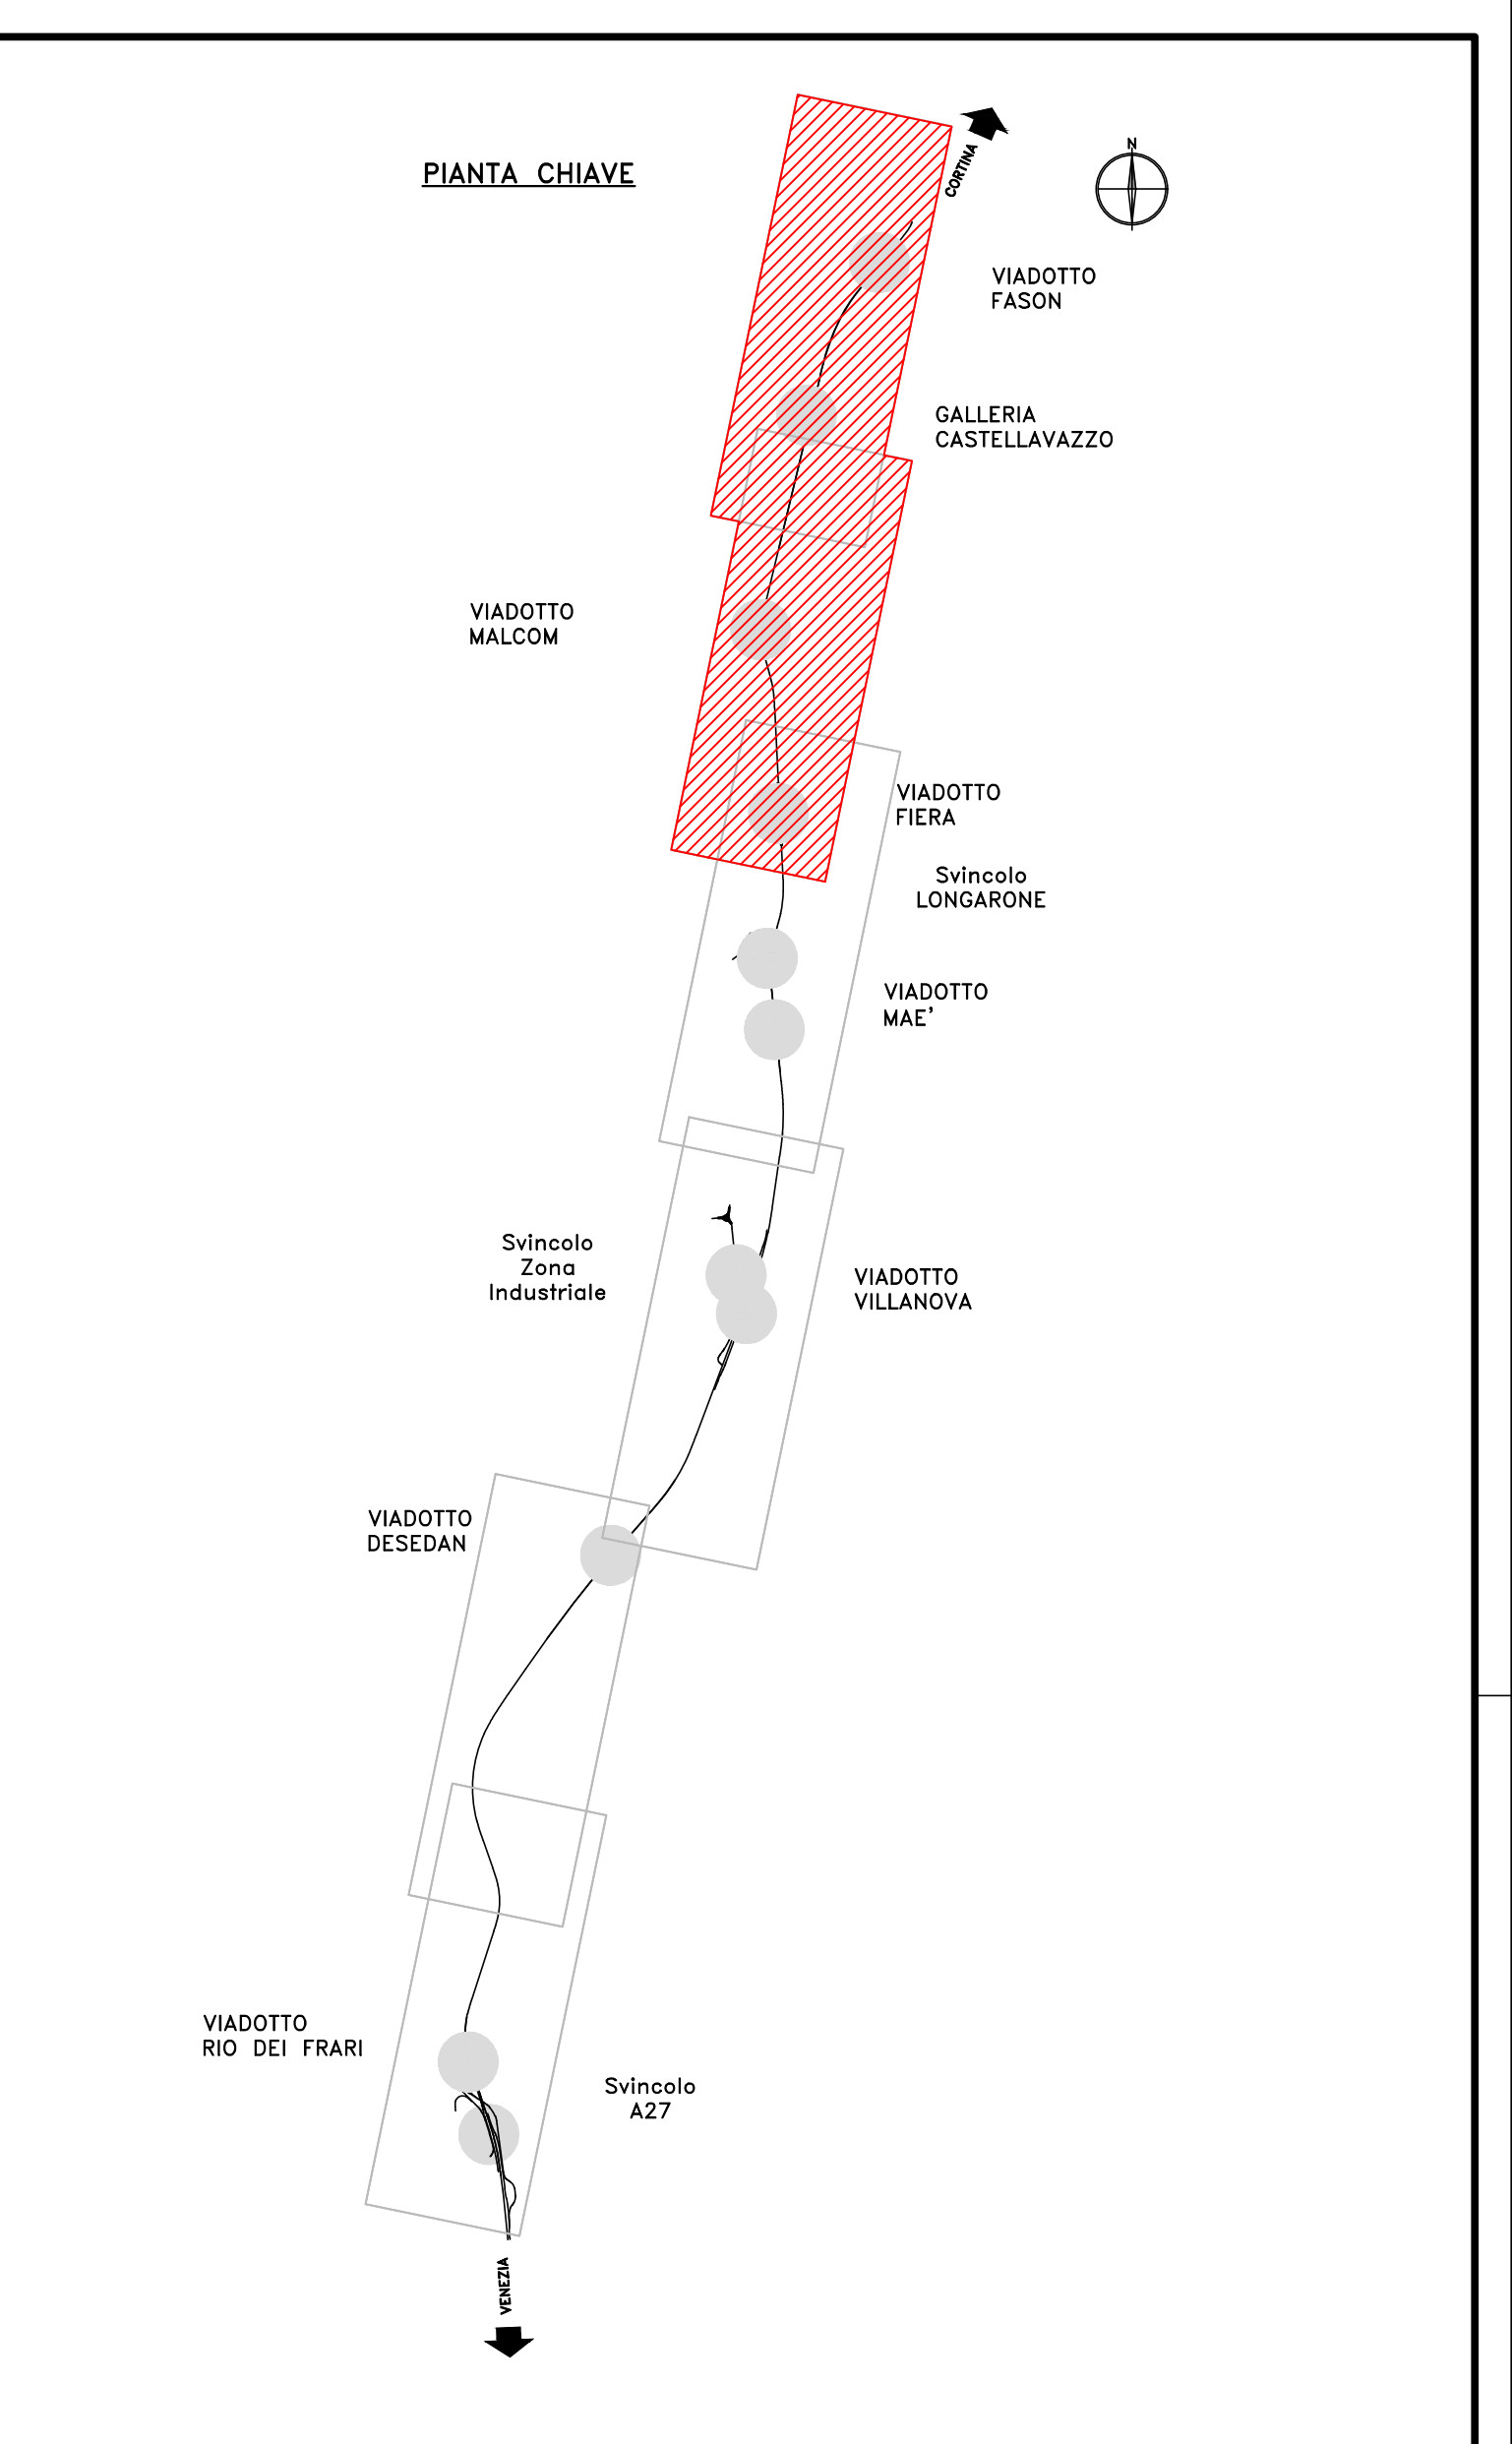 N
CORTINA
PIANTA CHIAVE
VIADOTTO
FASON
GALLERIA
CASTELLAVAZZO
VIADOTTO
MALCOM
VIADOTTO
FIERA
Svincolo
LONGARONE
VIADOTTO
MAE'
Svincolo
Zona
Industriale
VIADOTTO
VILLANOVA
VIADOTTO
DESEDAN
VIADOTTO
RIO DEI FRARI
Svincolo
A27
VENEZIA